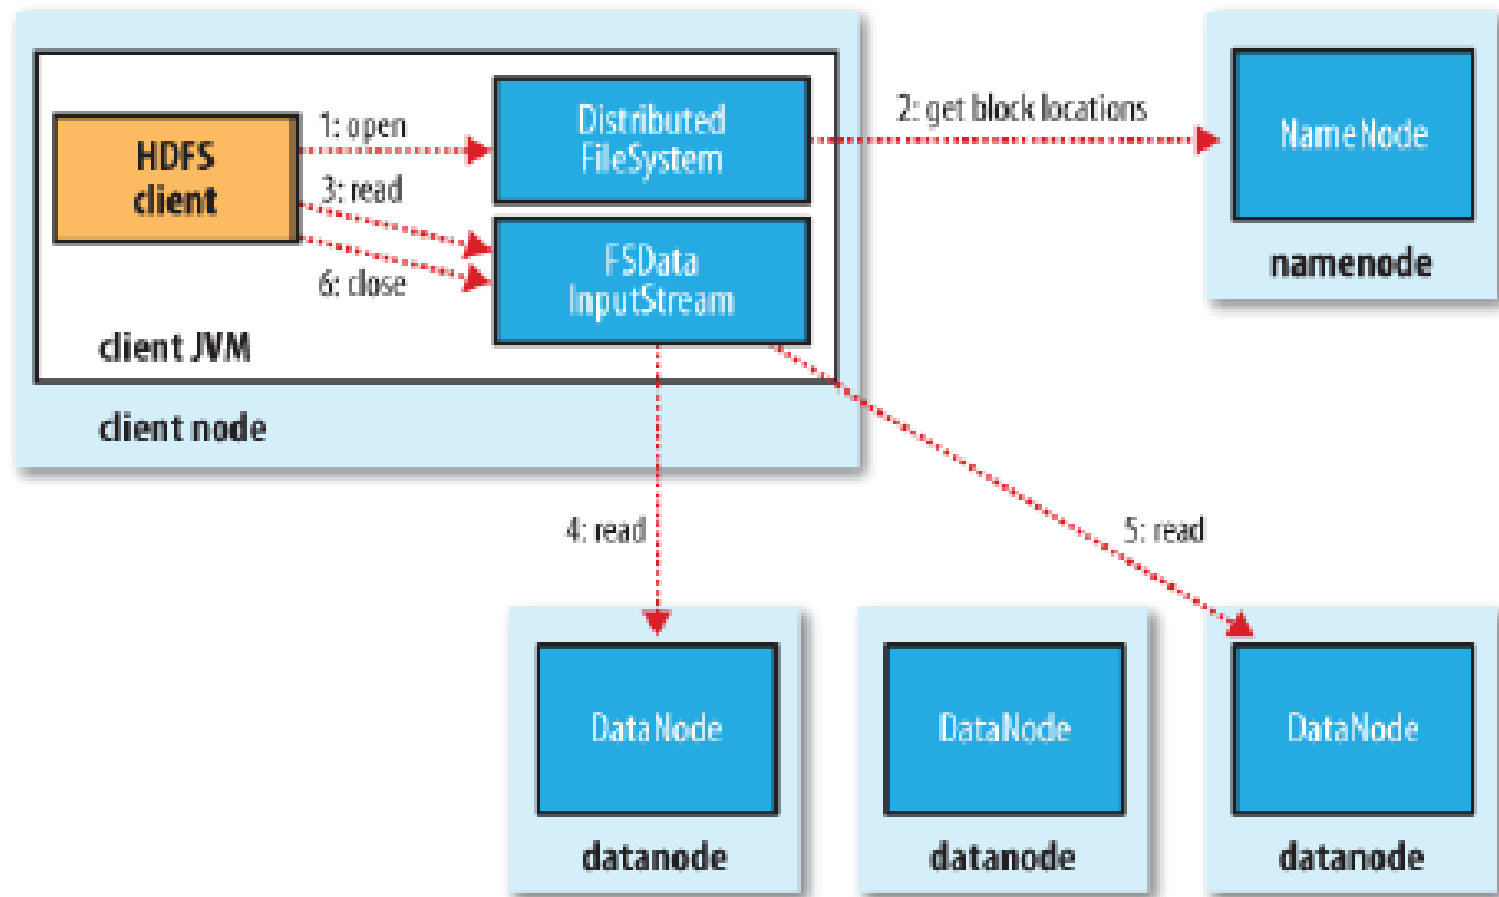 1: open
Distributed
FileSystem
2: get block locations
NameNode
HDFS
client
3: read
6: close
FSData
InputStream
namenode
client JVM
client node
4: read
5: read
DataNode
DataNode
DataNode
datanode
datanode
datanode